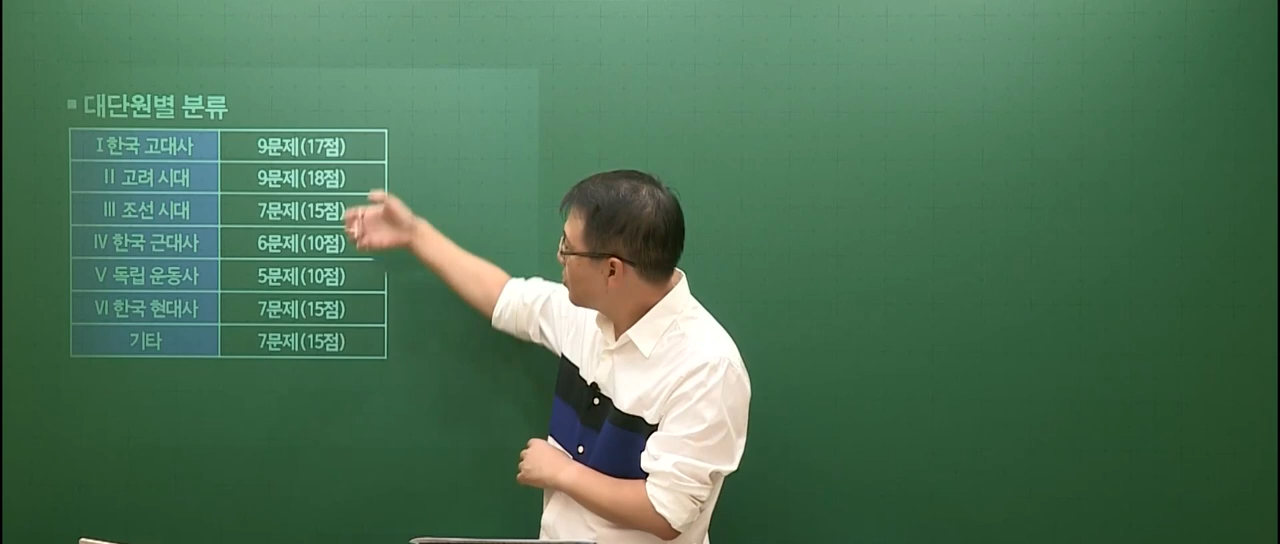 ▪ 대단원별 분류
Ⅰ 한국 고대사 9문제(17점)
Ⅱ 고려 시대 9문제(18점)
Ⅲ 조선 시대 7문제(15점)
Ⅳ 한국 근대사 6문제(10점)
Ⅴ 독립 운동사 5문제(10점)
Ⅵ 한국 현대사 7문제(15점)
기타 7문제(15점)